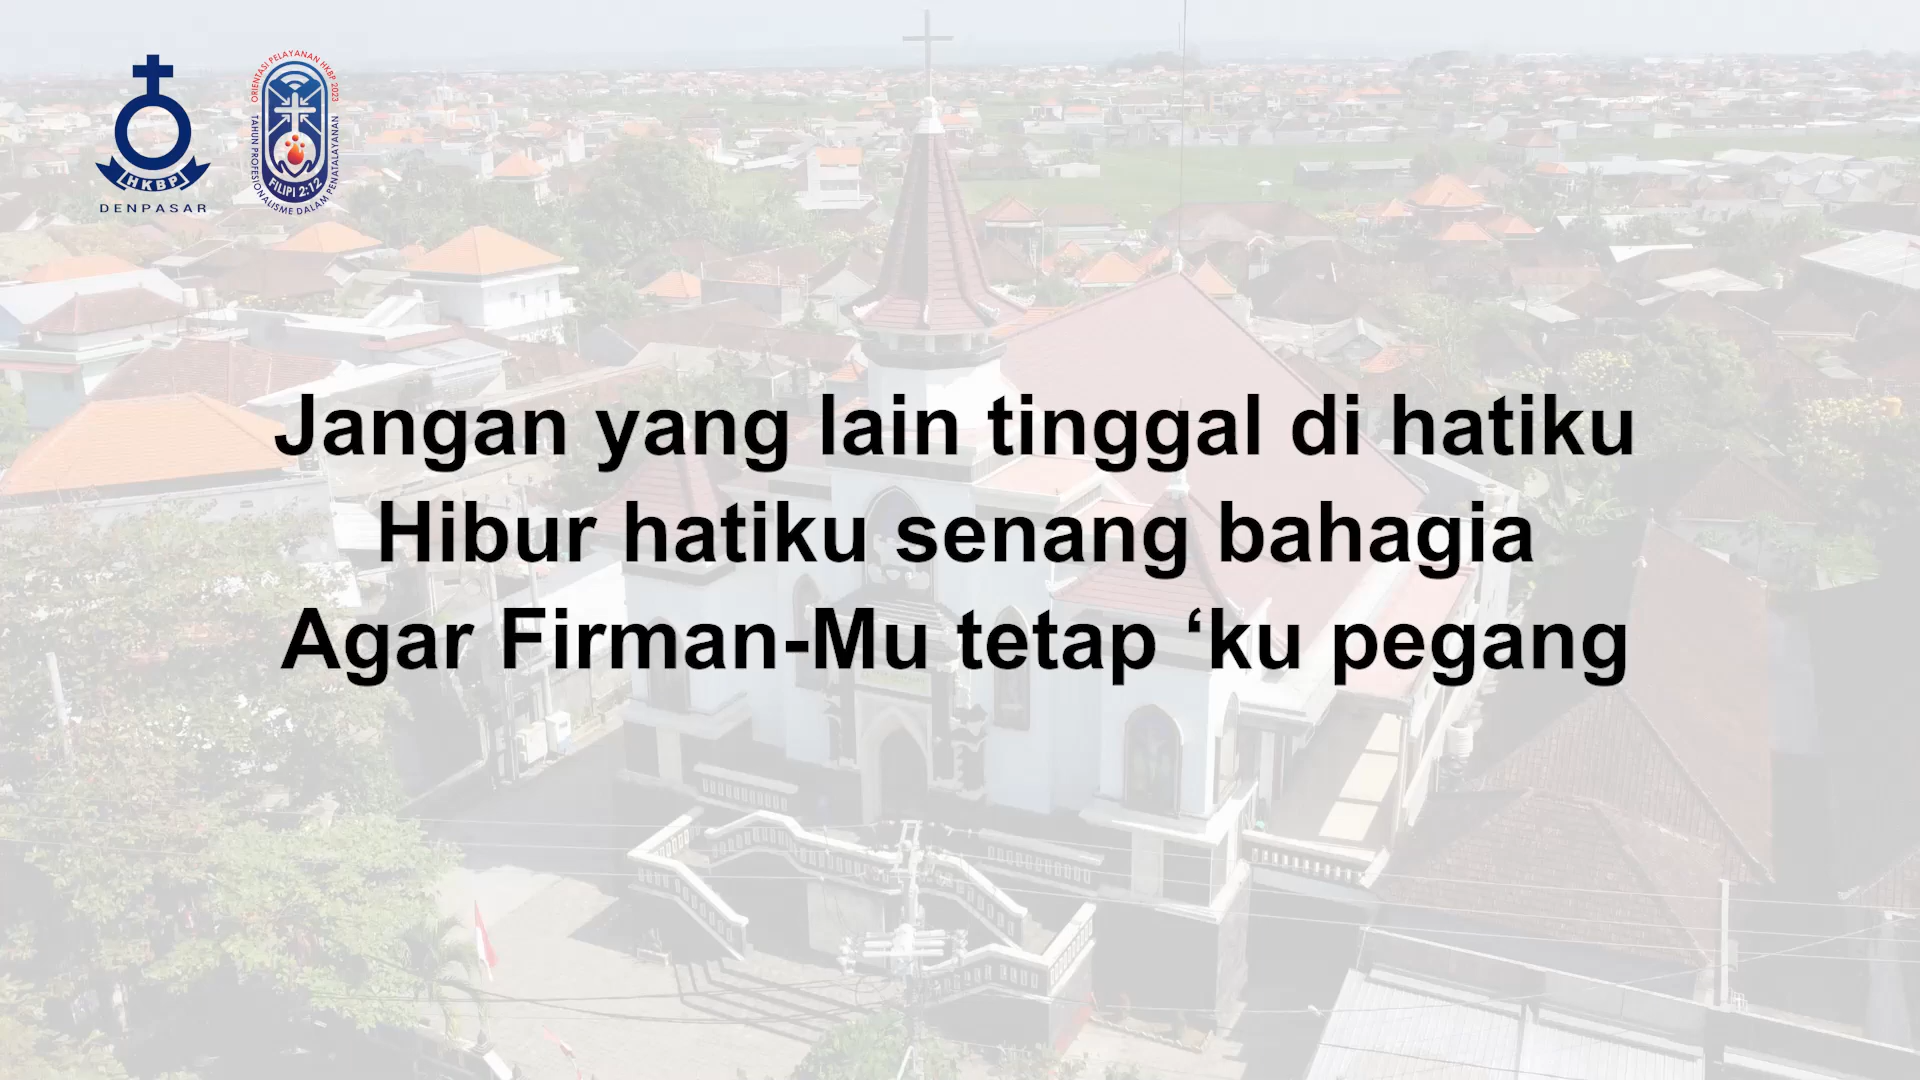 HKBP
DENPASAR
ORIENTASI PELAYANAN HKBP 2023
TAHUN PROFESIONALISME DALAM PENATALAYANAN
FILIPI 2:12
Jangan yang lain tinggal di hatiku
Hibur hatiku senang bahagia
Agar Firman-Mu tetap ‘ku pegang